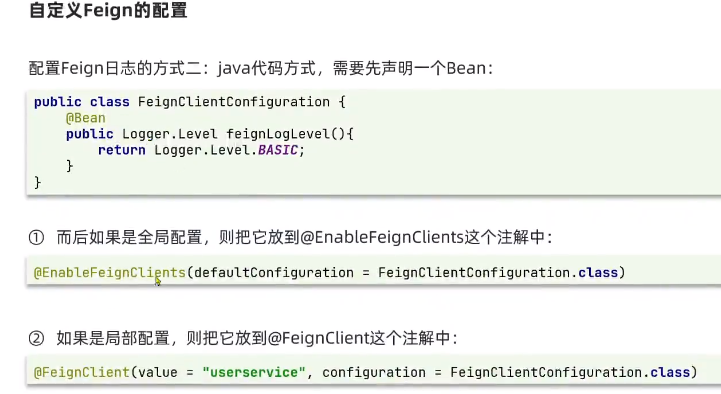 自定义Feign的配置
配置Feign日志的方式二：java代码方式，需要先声明一个Bean：
public class FeignClientConfiguration {
    @Bean
    public Logger.Level feignLogLevel(){
        return Logger.Level.BASIC;
    }
}
① 而后如果是全局配置，则把它放到@EnableFeignClients这个注解中：
@EnableFeignClients(defaultConfiguration = FeignClientConfiguration.class)
② 如果是局部配置，则把它放到@FeignClient这个注解中：
@FeignClient(value = "userservice", configuration = FeignClientConfiguration.class)